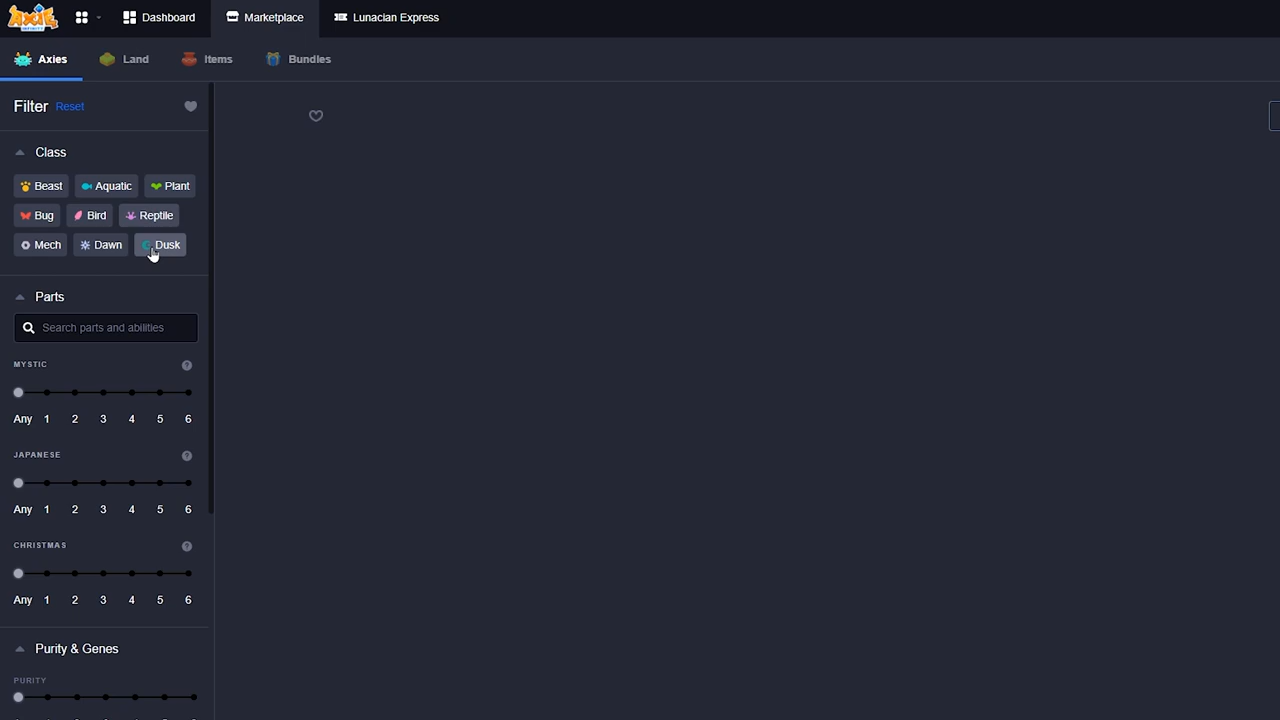 AXIE INFINITY
Dashboard Marketplace Lunacian Express
Axies Land Items Bundles
Filter Reset
Class
Beast Aquatic Plant
Bug Bird Reptile
Mech Dawn Dusk
Parts
Search parts and abilities
MYSTIC ?
Any 1 2 3 4 5 6
JAPANESE ?
Any 1 2 3 4 5 6
CHRISTMAS ?
Any 1 2 3 4 5 6
Purity & Genes
PURITY